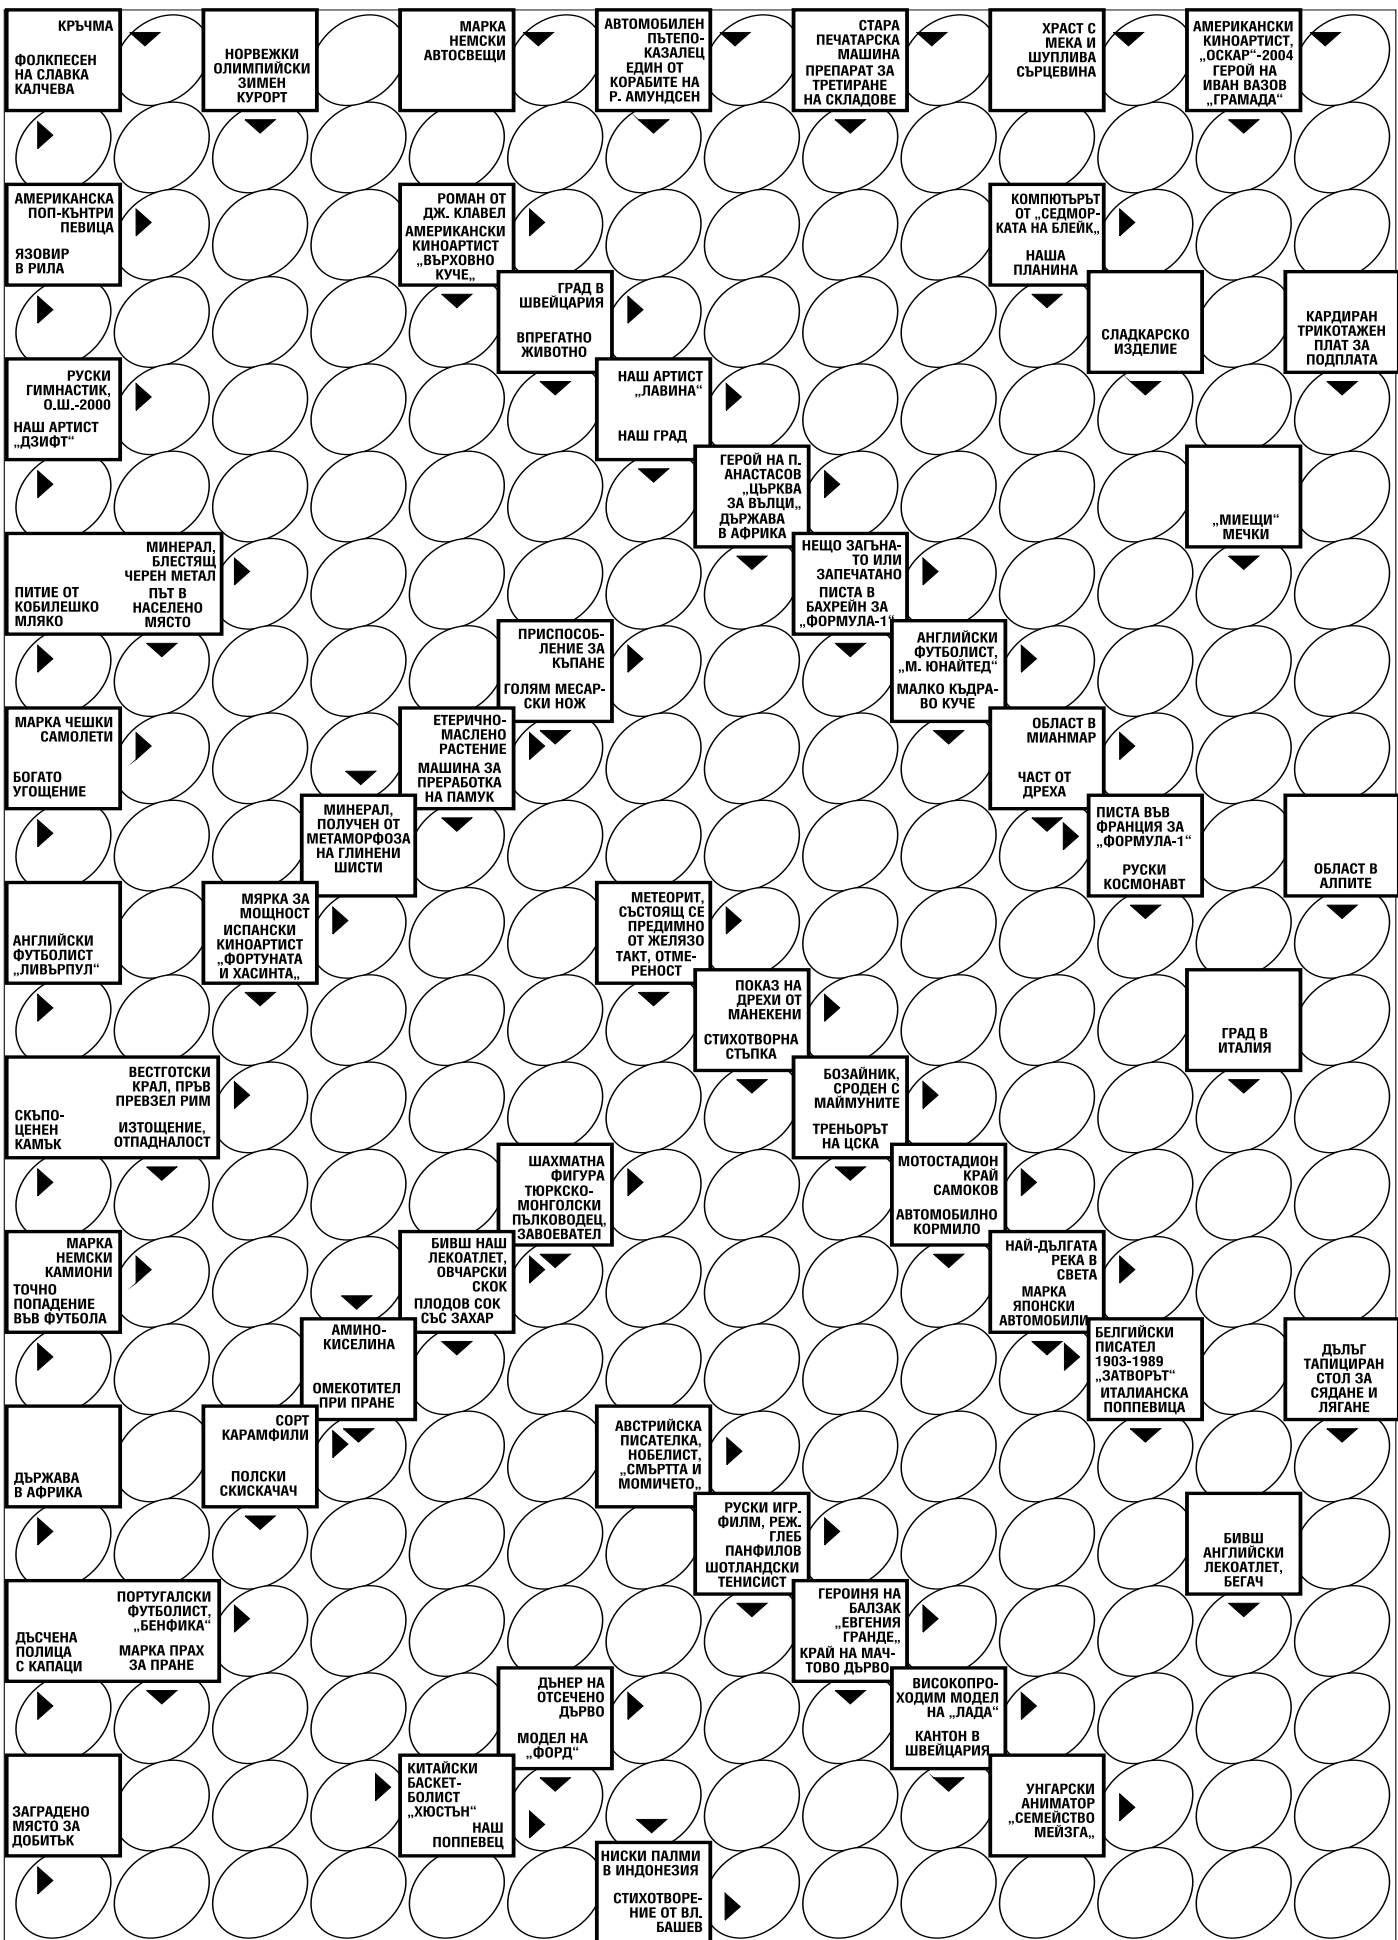 КРЪЧМА
ФОЛКПЕСЕН
НА СЛАВКА
КАЛЧЕВА
НОРВЕЖКИ
ОЛИМПИЙСКИ
ЗИМЕН
КУРОРТ
МАРКА
НЕМСКИ
АВТОСВЕЩИ
АВТОМОБИЛЕН
ПЪТЕПО-
КАЗАЛЕЦ
ЕДИН ОТ
КОРАБИТЕ НА
Р. АМУНДСЕН
СТАРА
ПЕЧАТАРСКА
МАШИНА
ПРЕПАРАТ ЗА
ТРЕТИРАНЕ
НА СКЛАДОВЕ
ХРАСТ С
МЕКА И
ШУПЛИВА
СЪРЦЕВИНА
АМЕРИКАНСКИ
КИНОАРТИСТ,
„ОСКАР“-2004
ГЕРОЙ НА
ИВАН ВАЗОВ
„ГРАМАДА“
АМЕРИКАНСКА
ПОП-КЪНТРИ
ПЕВИЦА
ЯЗОВИР
В РИЛА
РОМАН ОТ
ДЖ. КЛАВЕЛ
АМЕРИКАНСКИ
КИНОАРТИСТ
„ВЪРХОВНО
КУЧЕ„
КОМПЮТЪРЪТ
ОТ „СЕДМОР-
КАТА НА БЛЕЙК„
НАША
ПЛАНИНА
ГРАД В
ШВЕЙЦАРИЯ
ВПРЕГАТНО
ЖИВОТНО
СЛАДКАРСКО
ИЗДЕЛИЕ
КАРДИРАН
ТРИКОТАЖЕН
ПЛАТ ЗА
ПОДПЛАТА
РУСКИ
ГИМНАСТИК,
О.Ш.-2000
НАШ АРТИСТ
„ДЗИФТ“
НАШ АРТИСТ
„ЛАВИНА“
НАШ ГРАД
ГЕРОЙ НА П.
АНАСТАСОВ
„ЦЪРКВА
ЗА ВЪЛЦИ„
ДЪРЖАВА
В АФРИКА
„МИЕЩИ“
МЕЧКИ
МИНЕРАЛ,
БЛЕСТЯЩ
ЧЕРЕН МЕТАЛ
ПИТИЕ ОТ
КОБИЛЕШКО
МЛЯКО
ПЪТ В
НАСЕЛЕНО
МЯСТО
НЕЩО ЗАГЪНА-
ТО ИЛИ
ЗАПЕЧАТАНО
ПИСТА В
БАХРЕЙН ЗА
„ФОРМУЛА-1“
ПРИСПОСОБ-
ЛЕНИЕ ЗА
КЪПАНЕ
ГОЛЯМ МЕСАР-
СКИ НОЖ
АНГЛИЙСКИ
ФУТБОЛИСТ,
„М. ЮНАЙТЕД“
МАЛКО КЪДРА-
ВО КУЧЕ
МАРКА ЧЕШКИ
САМОЛЕТИ
БОГАТО
УГОЩЕНИЕ
ЕТЕРИЧНО-
МАСЛЕНО
РАСТЕНИЕ
МАШИНА ЗА
ПРЕРАБОТКА
НА ПАМУК
ОБЛАСТ В
МИАНМАР
ЧАСТ ОТ
ДРЕХА
МИНЕРАЛ,
ПОЛУЧЕН ОТ
МЕТАМОРФОЗА
НА ГЛИНЕНИ
ШИСТИ
ПИСТА ВЪВ
ФРАНЦИЯ ЗА
„ФОРМУЛА-1“
РУСКИ
КОСМОНАВТ
ОБЛАСТ В
АЛПИТЕ
АНГЛИЙСКИ
ФУТБОЛИСТ
„ЛИВЪРПУЛ“
МЯРКА ЗА
МОЩНОСТ
ИСПАНСКИ
КИНОАРТИСТ
„ФОРТУНАТА
И ХАСИНТА„
МЕТЕОРИТ,
СЪСТОЯЩ СЕ
ПРЕДИМНО
ОТ ЖЕЛЯЗО
ТАКТ, ОТМЕ-
РЕНОСТ
ПОКАЗ НА
ДРЕХИ ОТ
МАНЕКЕНИ
СТИХОТВОРНА
СТЪПКА
ГРАД В
ИТАЛИЯ
ВЕСТГОТСКИ
КРАЛ, ПРЪВ
ПРЕВЗЕЛ РИМ
СКЪПО-
ЦЕНЕН
КАМЪК
ИЗТОЩЕНИЕ,
ОТПАДНАЛОСТ
БОЗАЙНИК,
СРОДЕН С
МАЙМУНИТЕ
ТРЕНЬОРЪТ
НА ЦСКА
ШАХМАТНА
ФИГУРА
ТЮРКСКО-
МОНГОЛСКИ
ПЪЛКОВОДЕЦ,
ЗАВОЕВАТЕЛ
МОТОСТАДИОН
КРАЙ
САМОКОВ
АВТОМОБИЛНО
КОРМИЛО
МАРКА
НЕМСКИ
КАМИОНИ
ТОЧНО
ПОПАДЕНИЕ
ВЪВ ФУТБОЛА
БИВШ НАШ
ЛЕКОАТЛЕТ,
ОВЧАРСКИ
СКОК
ПЛОДОВ СОК
СЪС ЗАХАР
НАЙ-ДЪЛГАТА
РЕКА В
СВЕТА
МАРКА
ЯПОНСКИ
АВТОМОБИЛИ
АМИНО-
КИСЕЛИНА
ОМЕКОТИТЕЛ
ПРИ ПРАНЕ
БЕЛГИЙСКИ
ПИСАТЕЛ
1903-1989
„ЗАТВОРЪТ“
ИТАЛИАНСКА
ПОППЕВИЦА
ДЪЛЪГ
ТАПИЦИРАН
СТОЛ ЗА
СЯДАНЕ И
ЛЯГАНЕ
ДЪРЖАВА
В АФРИКА
СОРТ
КАРАМФИЛИ
ПОЛСКИ
СКИСКАЧАЧ
АВСТРИЙСКА
ПИСАТЕЛКА,
НОБЕЛИСТ,
„СМЪРТТА И
МОМИЧЕТО„
РУСКИ ИГР.
ФИЛМ, РЕЖ.
ГЛЕБ
ПАНФИЛОВ
ШОТЛАНДСКИ
ТЕНИСИСТ
БИВШ
АНГЛИЙСКИ
ЛЕКОАТЛЕТ,
БЕГАЧ
ПОРТУГАЛСКИ
ФУТБОЛИСТ,
„БЕНФИКА“
ДЪСЧЕНА
ПОЛИЦА
С КАПАЦИ
МАРКА ПРАХ
ЗА ПРАНЕ
ГЕРОИНЯ НА
БАЛЗАК
„ЕВГЕНИЯ
ГРАНДЕ„
КРАЙ НА МАЧ-
ТОВО ДЪРВО
ДЪНЕР НА
ОТСЕЧЕНО
ДЪРВО
МОДЕЛ НА
„ФОРД“
ВИСОКОПРО-
ХОДИМ МОДЕЛ
НА „ЛАДА“
КАНТОН В
ШВЕЙЦАРИЯ
ЗАГРАДЕНО
МЯСТО ЗА
ДОБИТЪК
КИТАЙСКИ
БАСКЕТ-
БОЛИСТ
„ХЮСТЪН“
НАШ
ПОППЕВЕЦ
УНГАРСКИ
АНИМАТОР
„СЕМЕЙСТВО
МЕЙЗГА„
НИСКИ ПАЛМИ
В ИНДОНЕЗИЯ
СТИХОТВОРЕ-
НИЕ ОТ ВЛ.
БАШЕВ